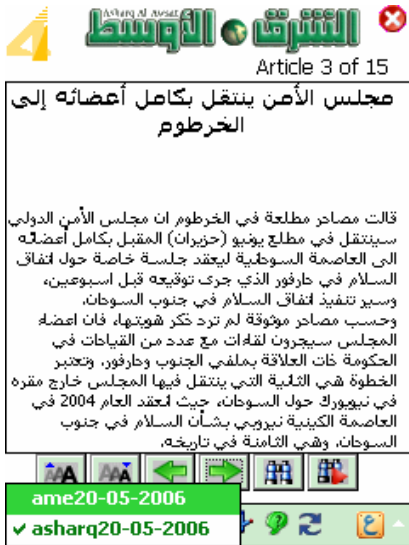 Asharq Al Awsat
الشرق الأوسط
Article 3 of 15
مجلس الأمن ينتقل بكامل أعضائه إلى
الخرطوم
قالت مصادر مطلعة في الخرطوم ان مجلس الأمن الدولي
سينتقل في مطلع يونيو (حزيران) المقبل بكامل أعضائه
الى العاصمة السودانية ليعقد جلسة خاصة حول اتفاق
السلام في دارفور الذي جرى توقيعه قبل اسبوعين،
وسير تنفيذ اتفاق السلام في جنوب السودان.
وحسب مصادر موثوقة لم ترد ذكر هويتها، فان اعضاء
المجلس سيجرون لقاءات مع عدد من القيادات في
الحكومة ذات العلاقة بملفي الجنوب ودارفور. وتعتبر
الخطوة هي الثانية التي ينتقل فيها المجلس خارج مقره
في نيويورك حول السودان، حيث انعقد العام 2004 في
العاصمة الكينية نيروبي بشأن السلام في جنوب
السودان، وهي الثامنة في تاريخه.
AAA AAA
ame20-05-2006
✓ asharq20-05-2006
ع